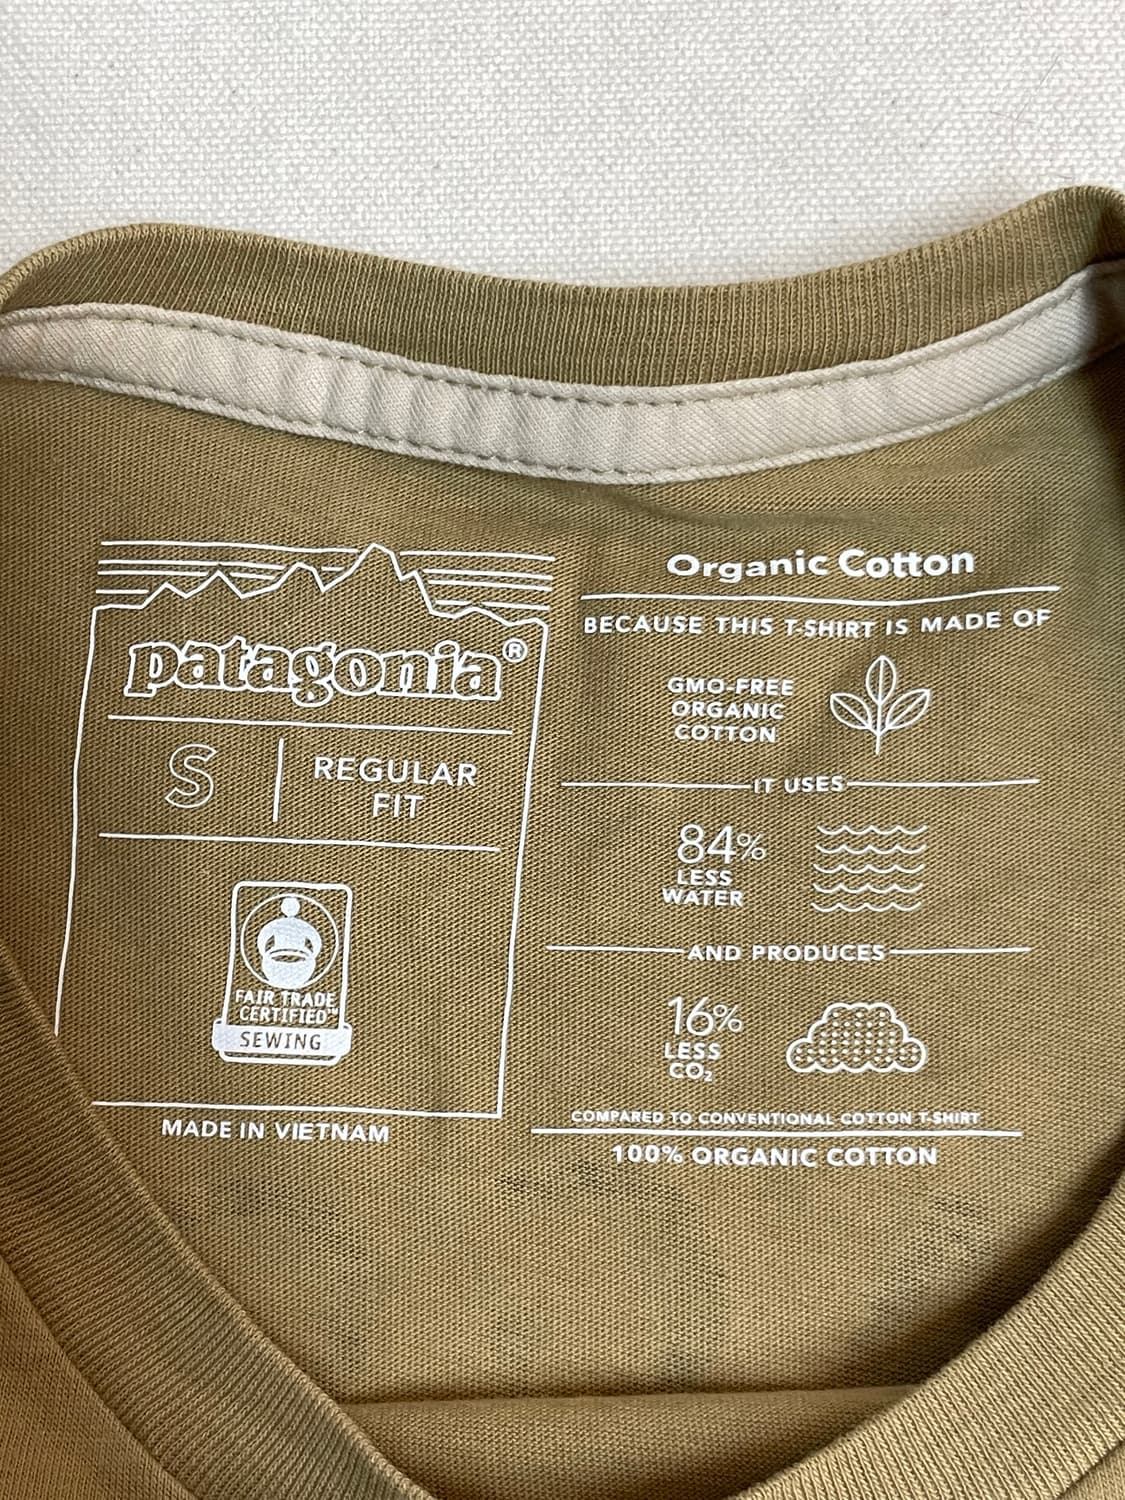 patagonia®
S
REGULAR
FIT
FAIR TRADE
CERTIFIED™
SEWING
MADE IN VIETNAM
Organic Cotton
BECAUSE THIS T-SHIRT IS MADE OF
GMO-FREE
ORGANIC
COTTON
IT USES
84%
LESS
WATER
AND PRODUCES
16%
LESS
CO₂
COMPARED TO CONVENTIONAL COTTON T-SHIRT
100% ORGANIC COTTON